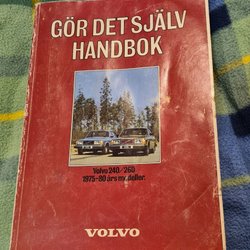 GÖR DET SJÄLV
HANDBOK
Volvo 240/260
1975-80 års modeller.
VOLVO